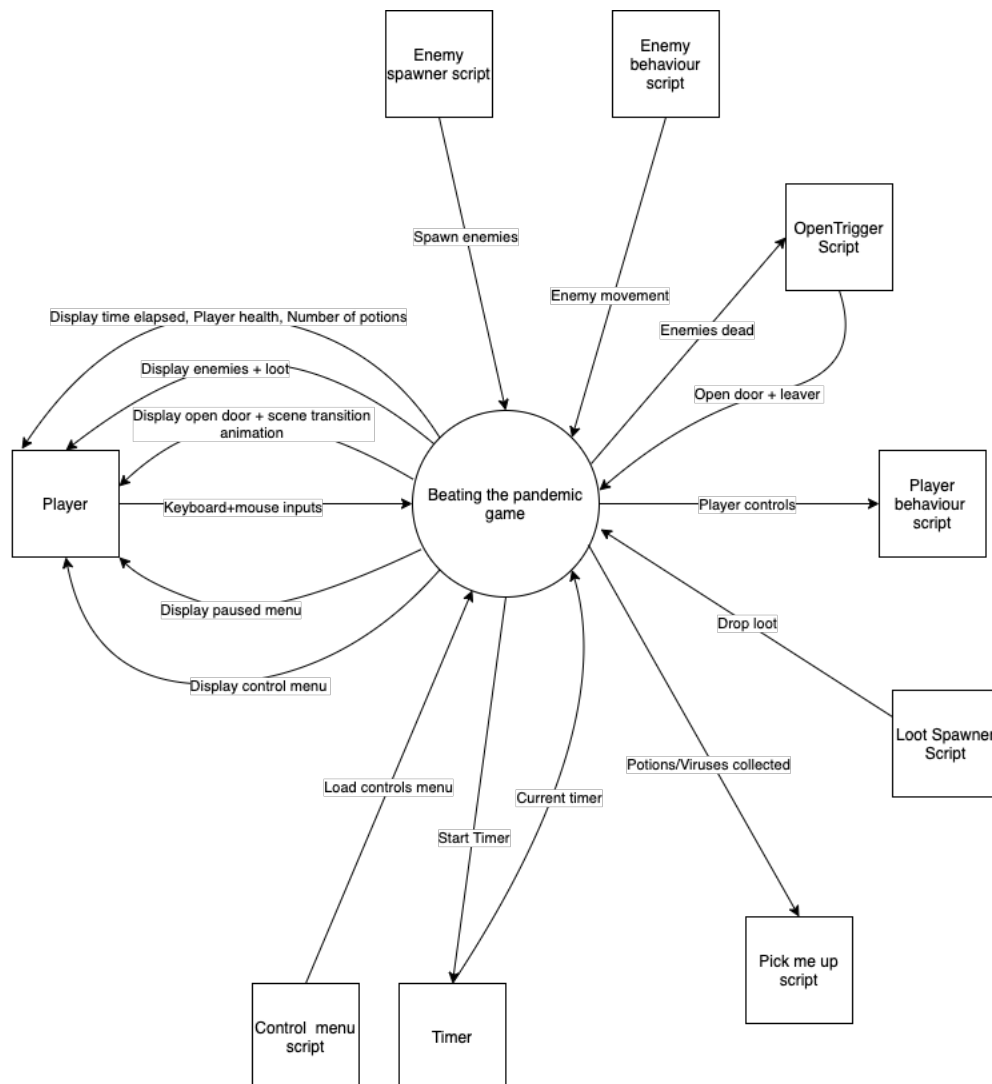 Enemy
spawner script
Enemy
behaviour
script
OpenTrigger
Script
Spawn enemies
Enemy movement
Enemies dead
Display time elapsed, Player health, Number of potions
Display enemies + loot
Open door + leaver
Display open door + scene transition
animation
Player
Keyboard+mouse inputs
Beating the pandemic
game
Player controls
Player
behaviour
script
Display paused menu
Drop loot
Display control menu
Loot Spawner
Script
Potions/Viruses collected
Load controls menu
Current timer
Start Timer
Pick me up
script
Control menu
script
Timer